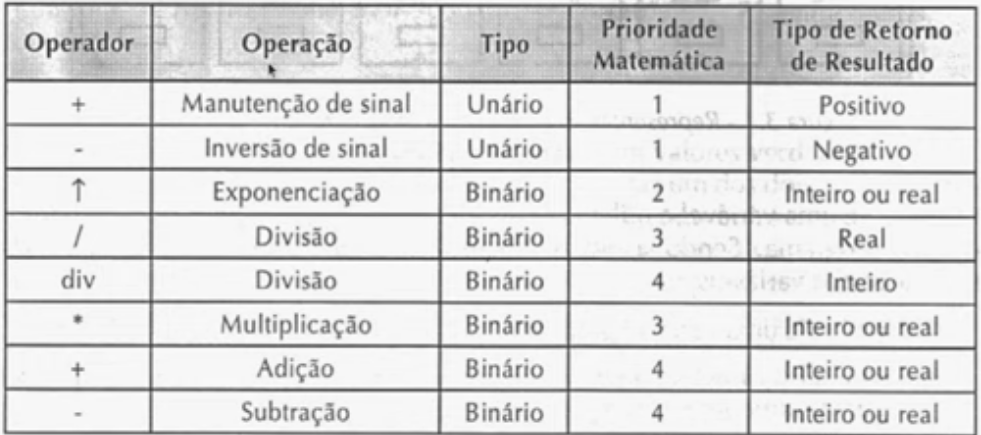 Operador Operação Tipo Prioridade Matemática Tipo de Retorno de Resultado
+ Manutenção de sinal Unário 1 Positivo
- Inversão de sinal Unário 1 Negativo
↑ Exponenciação Binário 2 Inteiro ou real
/ Divisão Binário 3 Real
div Divisão Binário 4 Inteiro
* Multiplicação Binário 3 Inteiro ou real
+ Adição Binário 4 Inteiro ou real
- Subtração Binário 4 Inteiro ou real